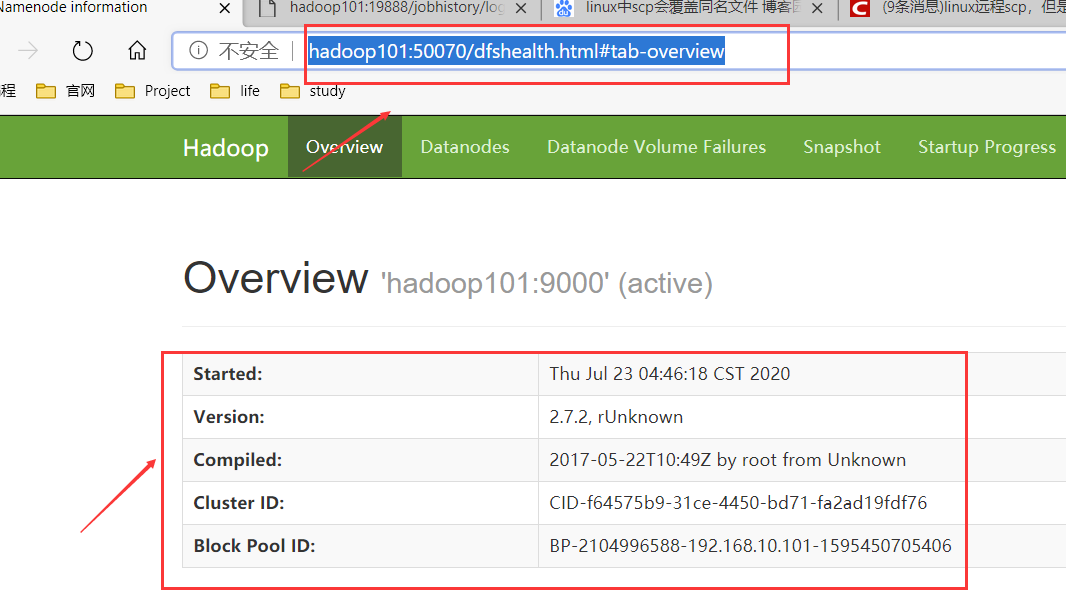 Namenode information
hadoop101:19888/jobhistory/log
linux中scp会覆盖同名文件 博客
(9条消息)linux远程scp，但是
不安全 hadoop101:50070/dfshealth.html#tab-overview
程 官网 Project life study
Hadoop Overview Datanodes Datanode Volume Failures Snapshot Startup Progress
Overview 'hadoop101:9000' (active)
Started: Thu Jul 23 04:46:18 CST 2020
Version: 2.7.2, rUnknown
Compiled: 2017-05-22T10:49Z by root from Unknown
Cluster ID: CID-f64575b9-31ce-4450-bd71-fa2ad19fdf76
Block Pool ID: BP-2104996588-192.168.10.101-1595450705406